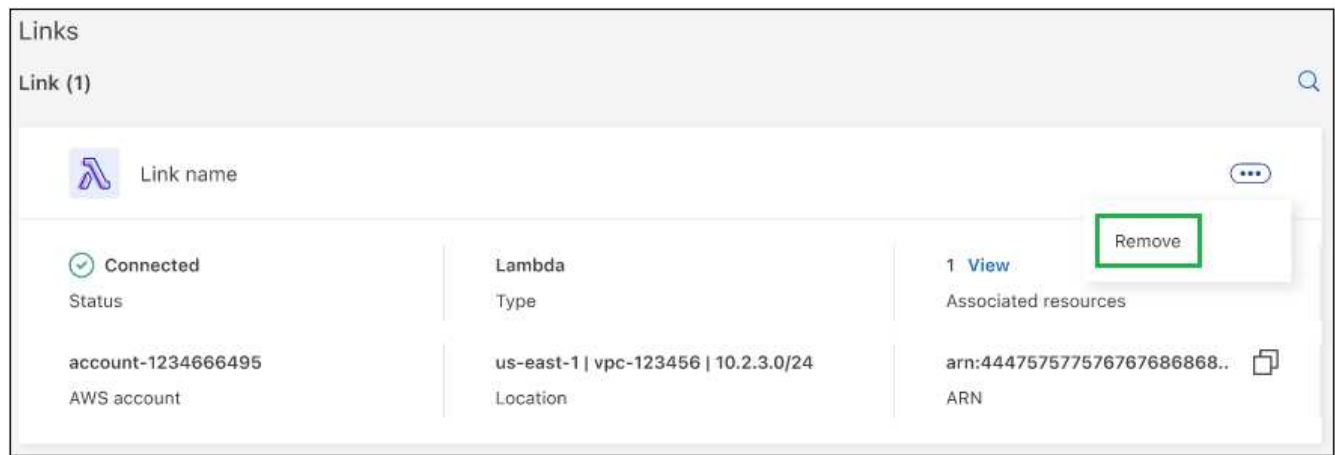 Links
Link (1)
Link name
Remove
Connected
Lambda
1 View
Status
Type
Associated resources
account-1234666495
us-east-1 | vpc-123456 | 10.2.3.0/24
arn:444757577576767686868..
AWS account
Location
ARN